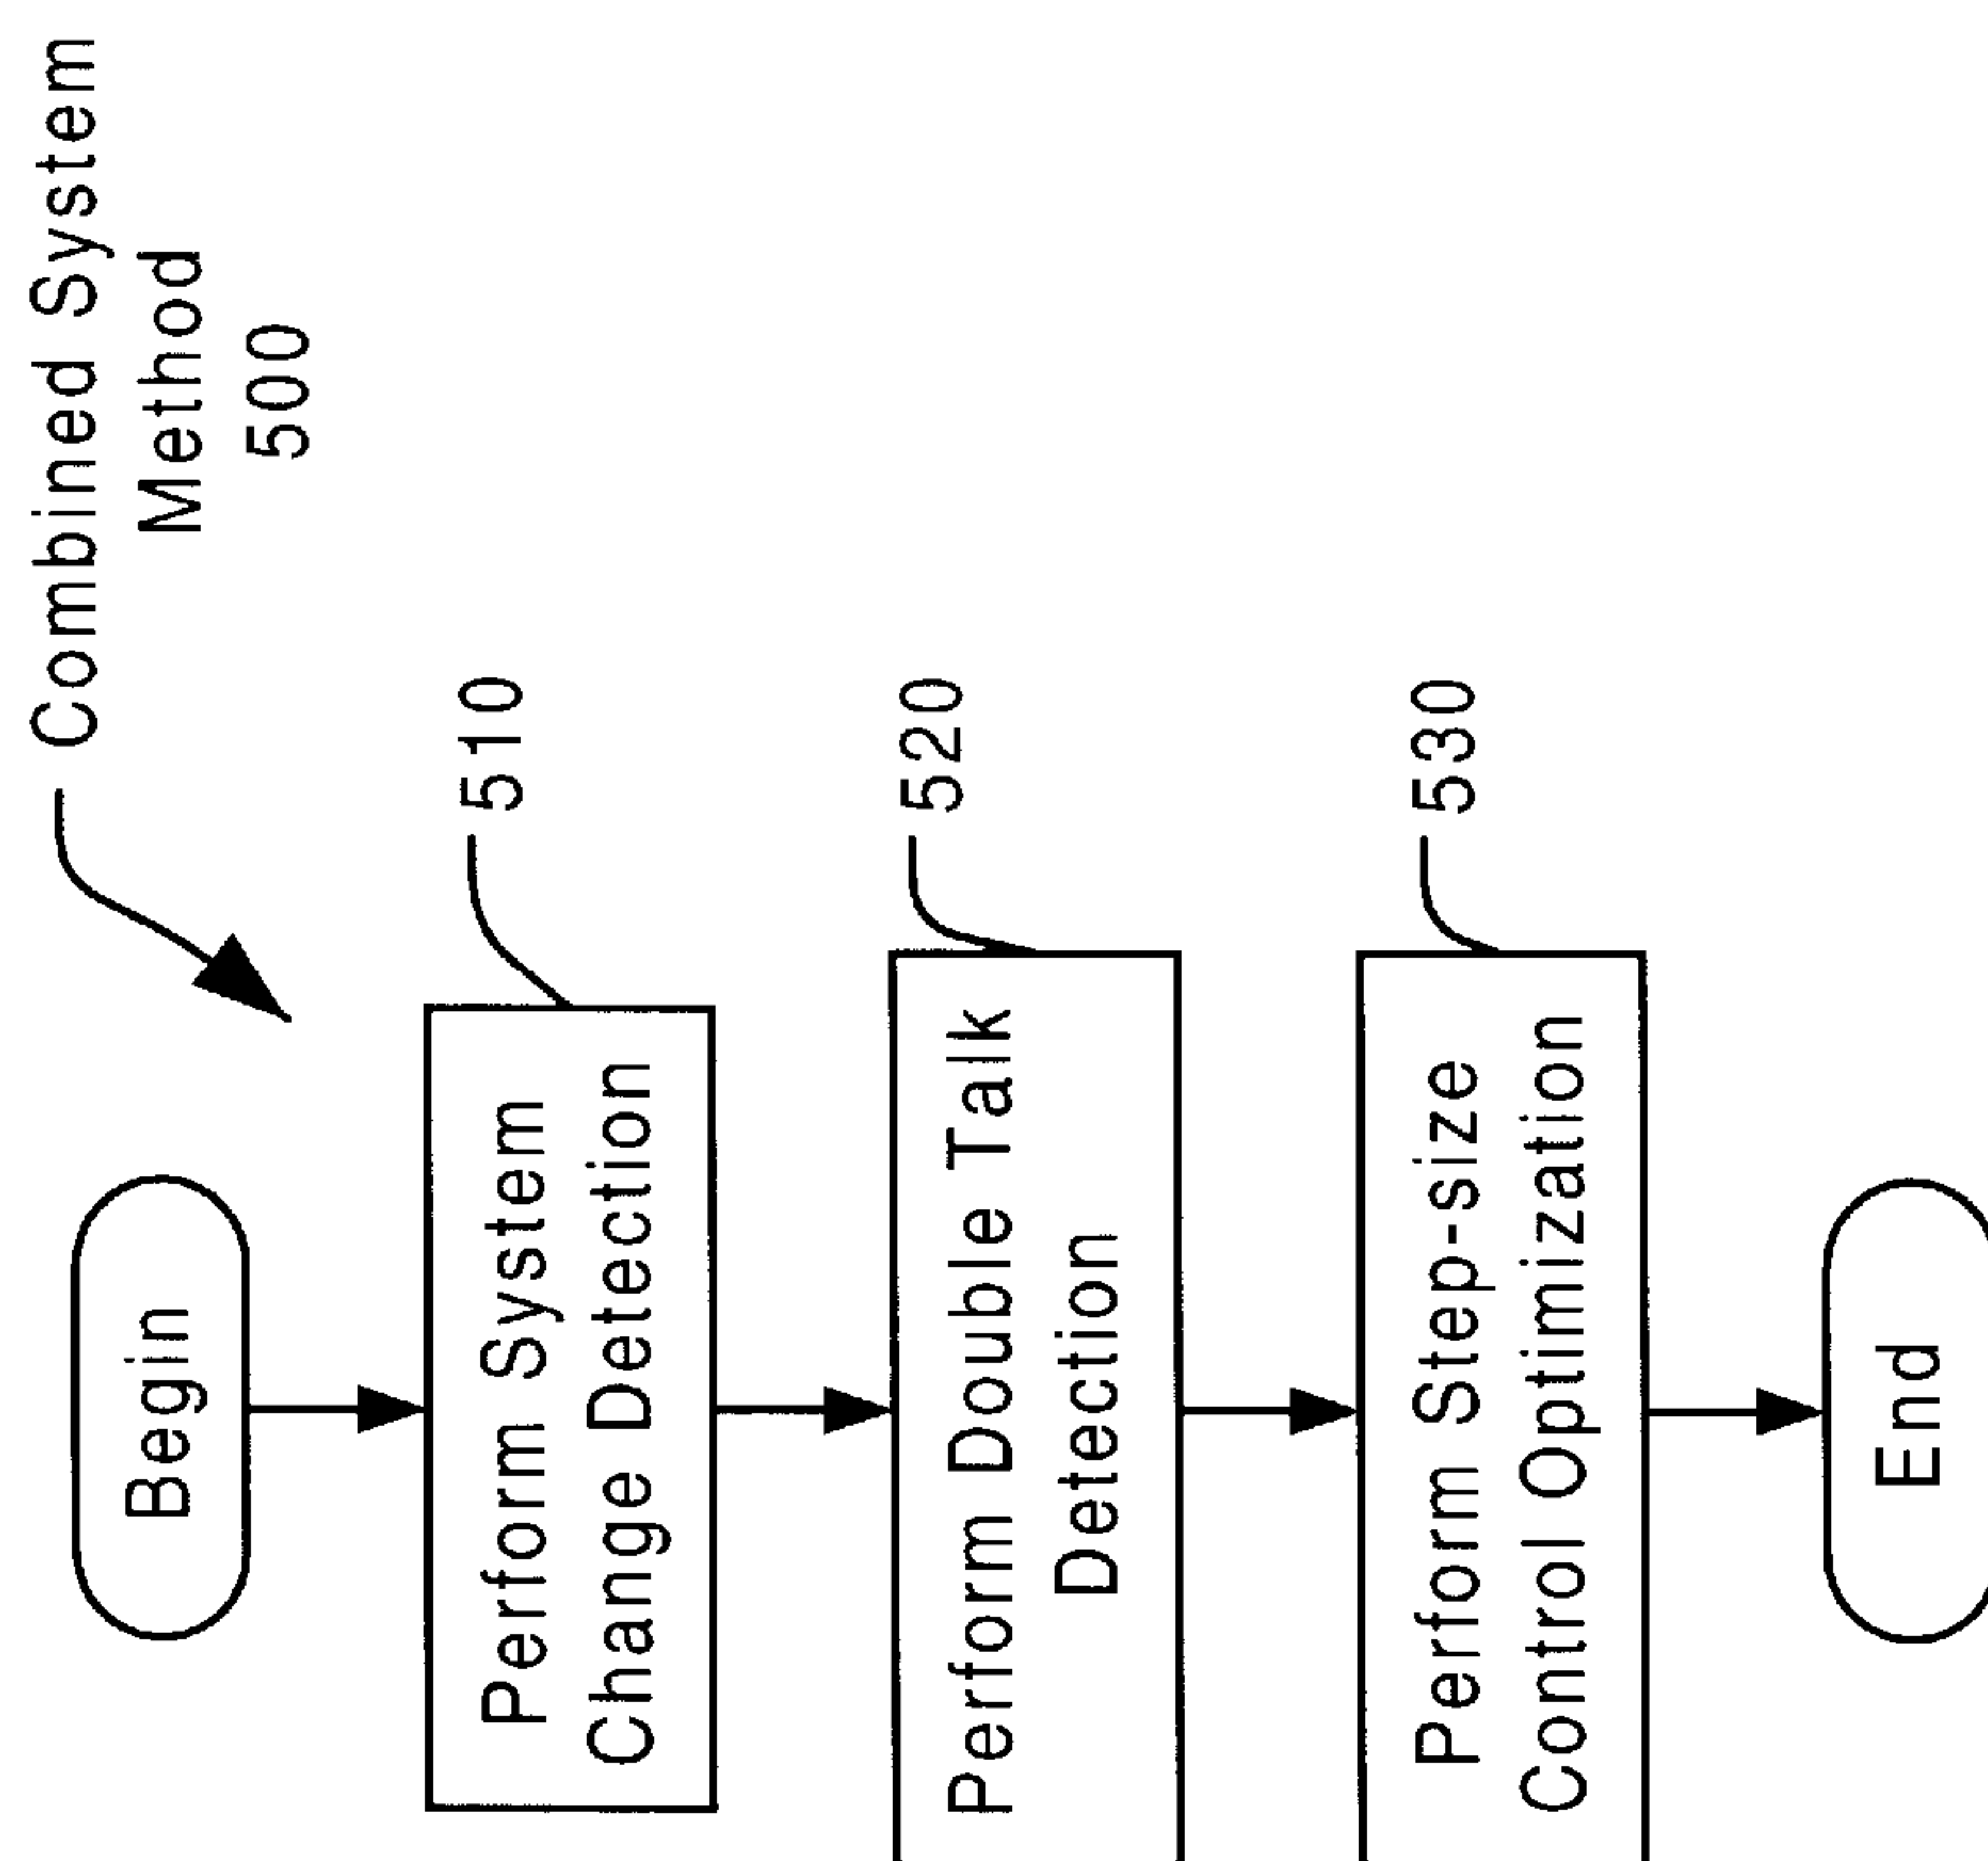 Combined System
Method
500
Begin
Perform System
Change Detection
510
Perform Double Talk
Detection
520
Perform Step-size
Control Optimization
530
End